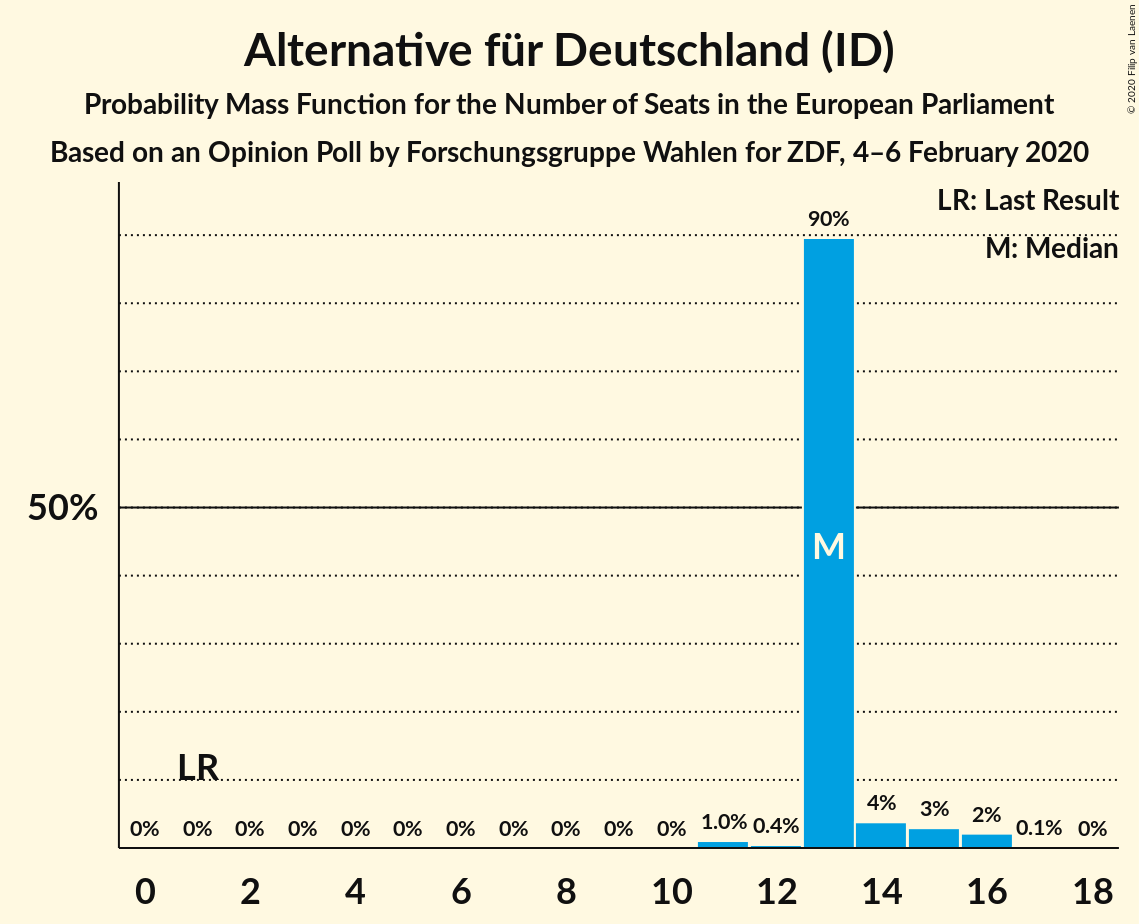 Alternative für Deutschland (ID)
Probability Mass Function for the Number of Seats in the European Parliament
Based on an Opinion Poll by Forschungsgruppe Wahlen for ZDF, 4–6 February 2020
© 2020 Filip van Laenen
LR: Last Result
M: Median
90%
50%
M
LR
0% 0% 0% 0% 0% 0% 0% 0% 0% 0% 0% 1.0% 0.4% 4% 3% 2% 0.1% 0%
0 2 4 6 8 10 12 14 16 18